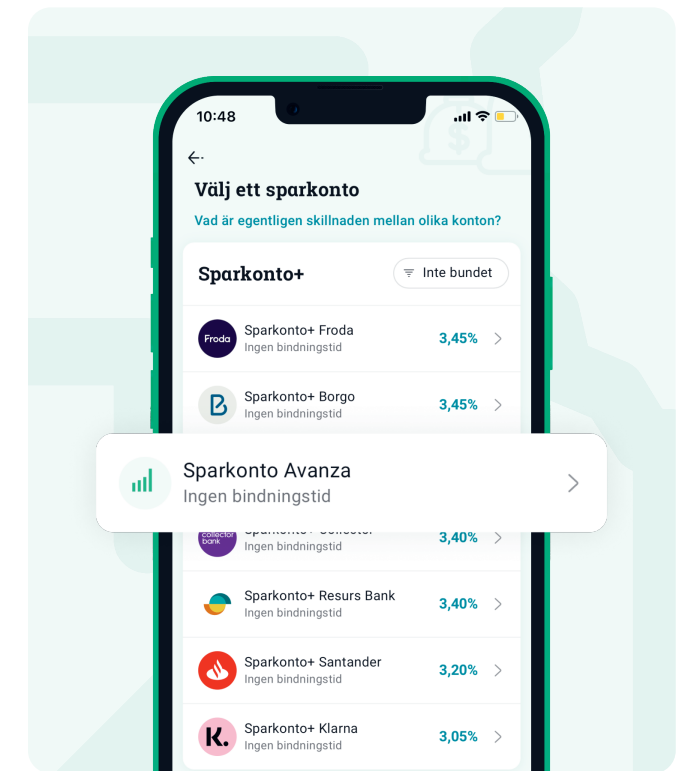 10:48
Välj ett sparkonto
Vad är egentligen skillnaden mellan olika konton?
Sparkonto+
Inte bundet
Froda
Sparkonto+ Froda
Ingen bindningstid
3,45%
Sparkonto+ Borgo
Ingen bindningstid
3,45%
Sparkonto Avanza
Ingen bindningstid
collector
bank
Sparkonto+ Collector
Ingen bindningstid
3,40%
Sparkonto+ Resurs Bank
Ingen bindningstid
3,40%
Sparkonto+ Santander
Ingen bindningstid
3,20%
K.
Sparkonto+ Klarna
Ingen bindningstid
3,05%